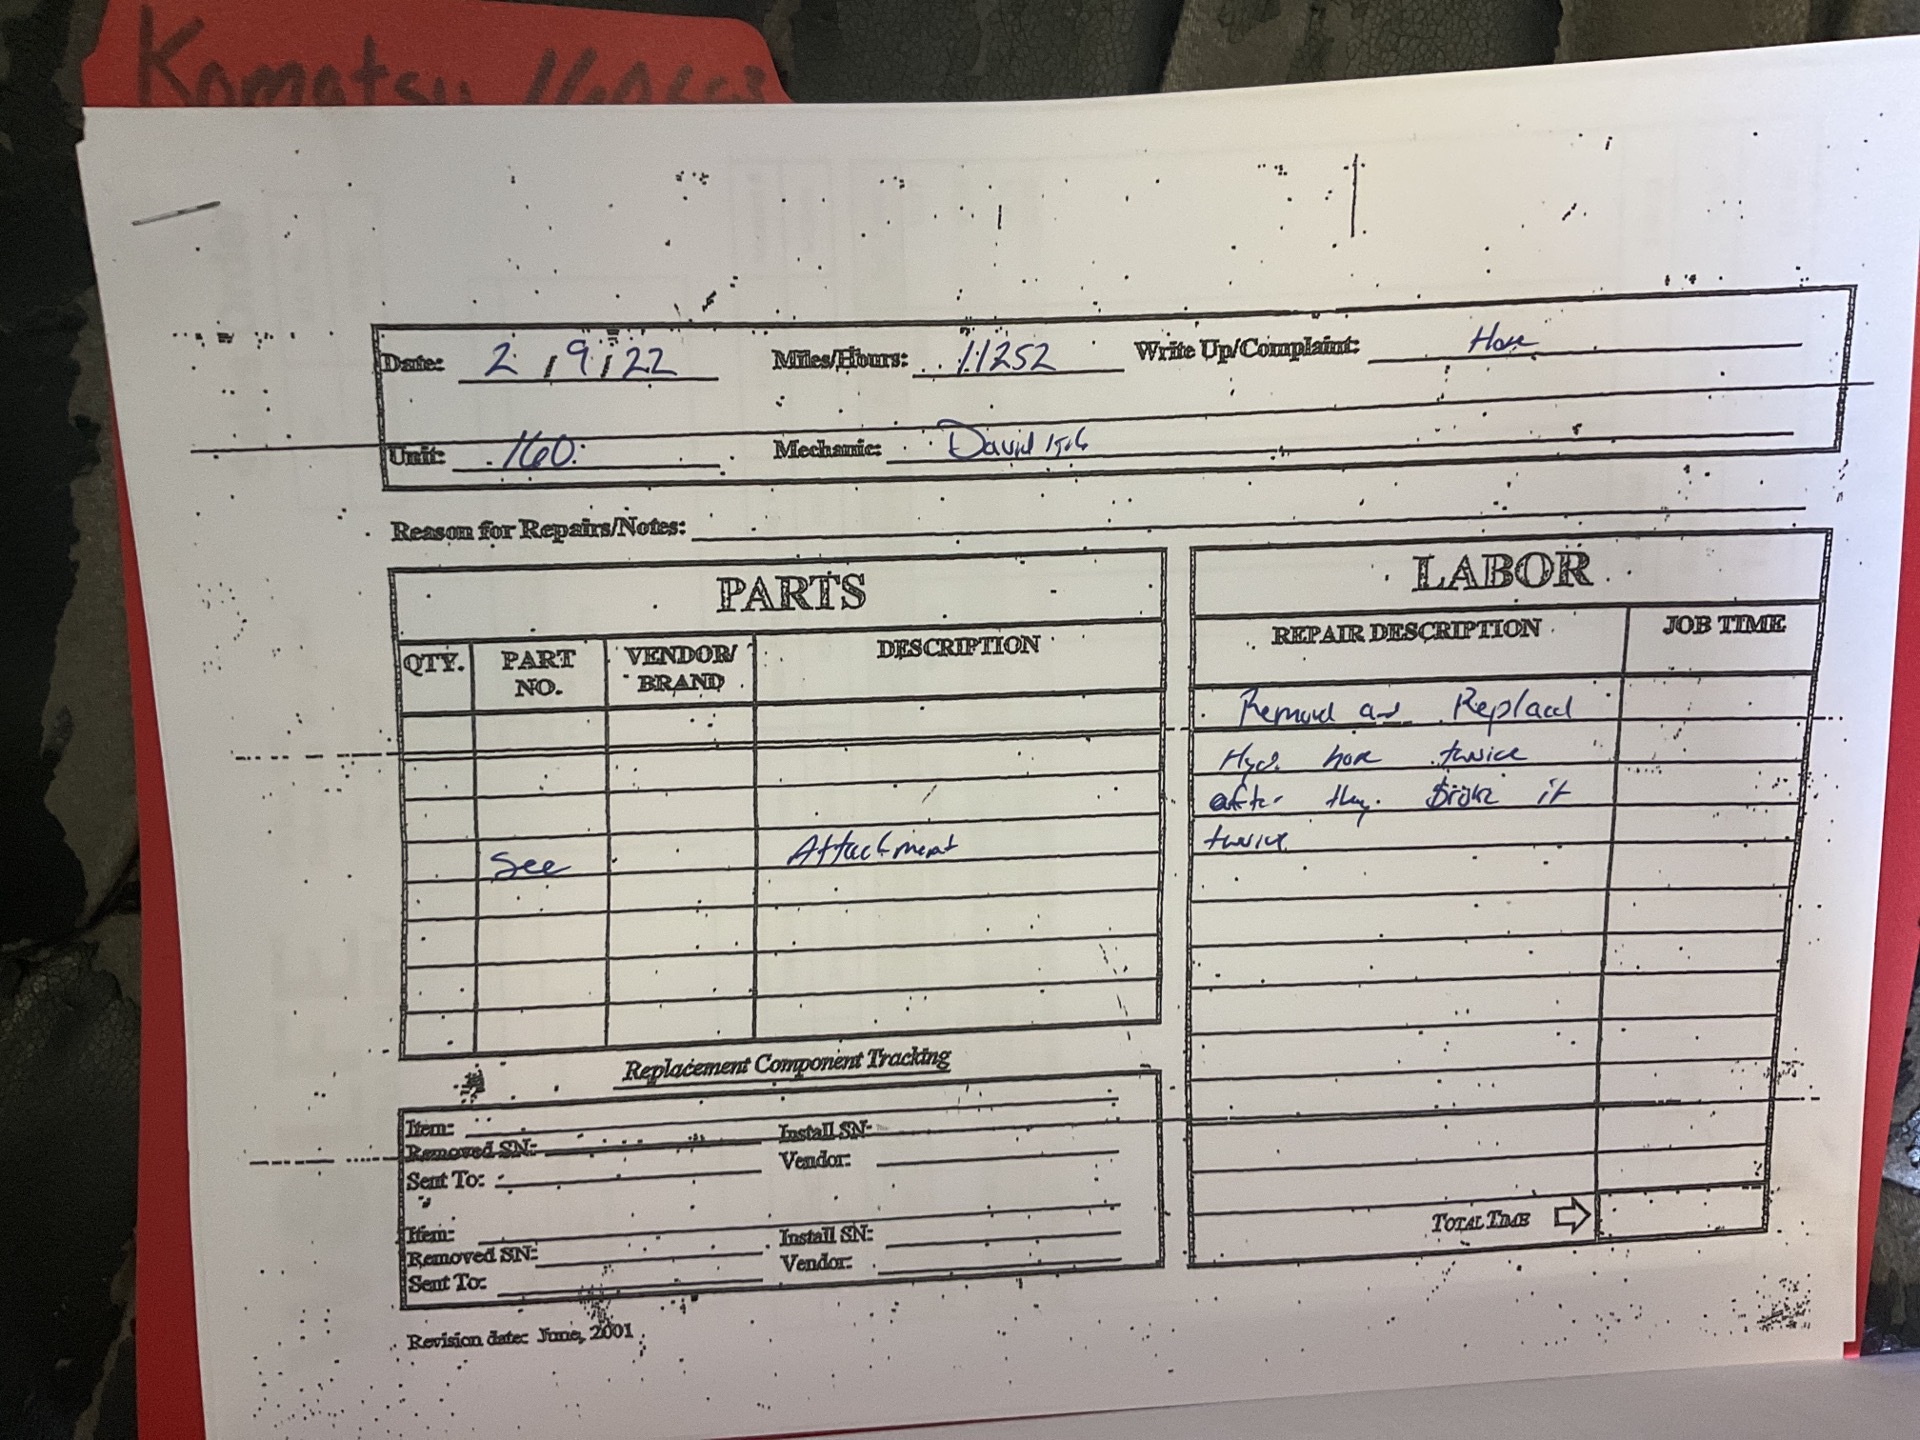 Komatsu 160
Date: 2 / 9 / 22 Miles/Hours: 11252 Write Up/Complaint: Hose
Unit: 160 Mechanic: David
Reason for Repairs/Notes:
PARTS
QTY. PART NO. VENDOR/ BRAND DESCRIPTION
See Attachment
Replacement Component Tracking
Item: Install SN:
Removed SN: Vendor:
Sent To:
Item: Install SN:
Removed SN: Vendor:
Sent To:
Revision date: June, 2001
LABOR
REPAIR DESCRIPTION JOB TIME
Removed and Replaced
Hyd. hose twice
after they Broke it
twice
TOTAL TIME